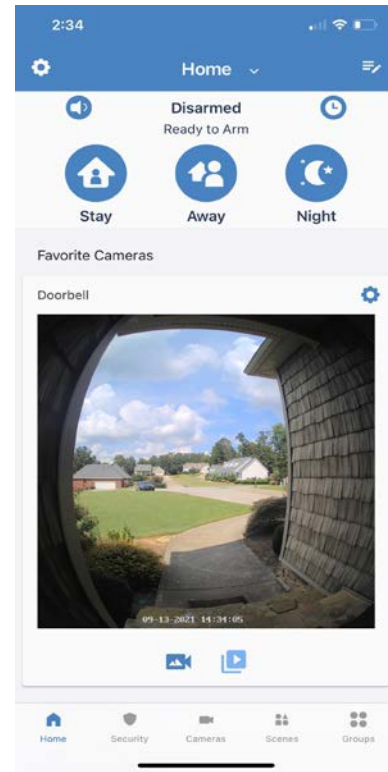 2:34
Home
Disarmed
Ready to Arm
Stay Away Night
Favorite Cameras
Doorbell
09-13-2021 14:34:05
Home Security Cameras Scenes Groups